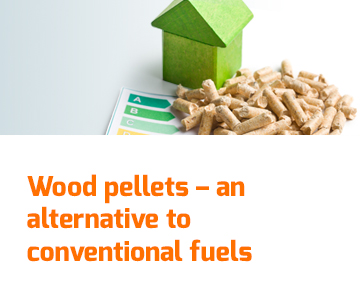 A
B
C
Wood pellets – an
alternative to
conventional fuels